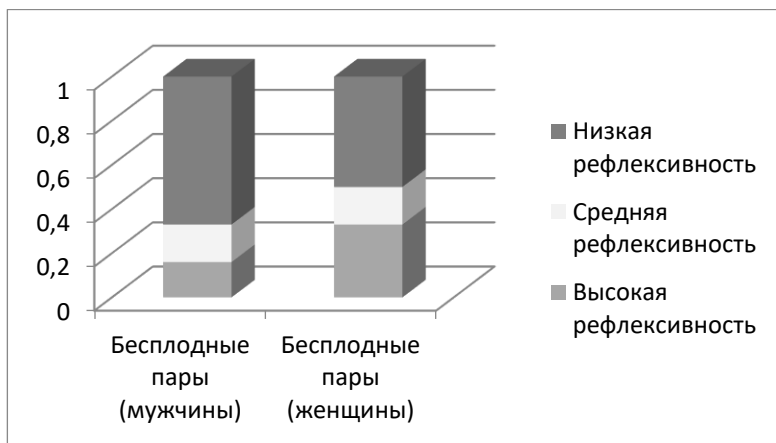 1
0,8
0,6
0,4
0,2
0
Бесплодные
пары
(мужчины)
Бесплодные
пары
(женщины)
Низкая
рефлексивность
Средняя
рефлексивность
Высокая
рефлексивность